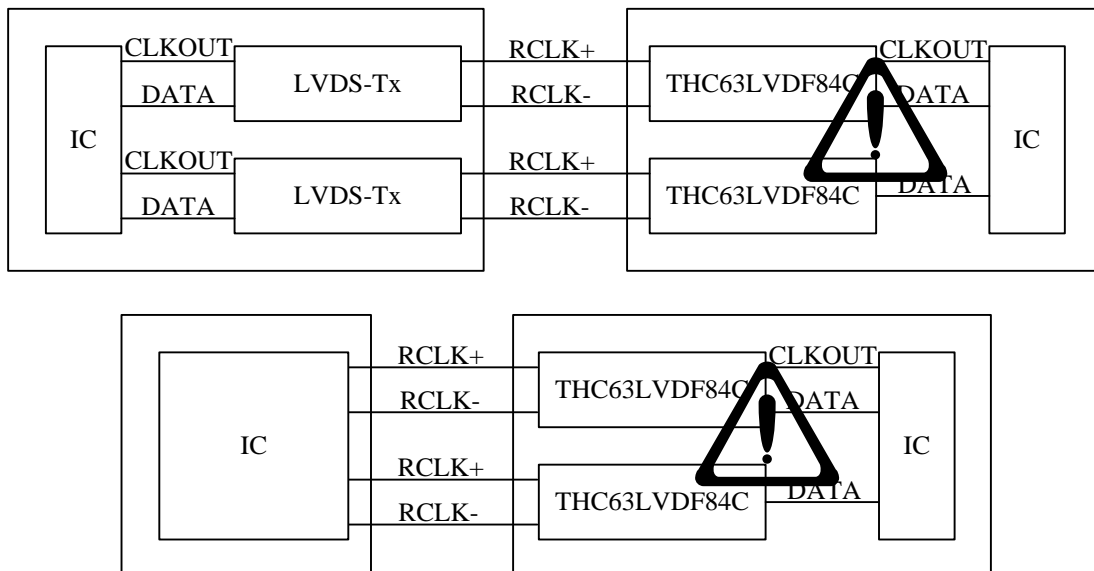 CLKOUT RCLK+ CLKOUT
LVDS-Tx THC63LVDF84C
DATA RCLK- DATA
IC IC
CLKOUT RCLK+
LVDS-Tx THC63LVDF84C
DATA RCLK- DATA
RCLK+ CLKOUT
THC63LVDF84C
RCLK- DATA
IC IC
RCLK+
THC63LVDF84C DATA
RCLK-